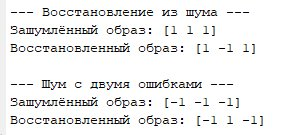 --- Восстановление из шума ---
Зашумлённый образ: [1 1 1]
Восстановленный образ: [1 -1 1]

--- Шум с двумя ошибками ---
Зашумлённый образ: [-1 -1 -1]
Восстановленный образ: [-1 1 -1]